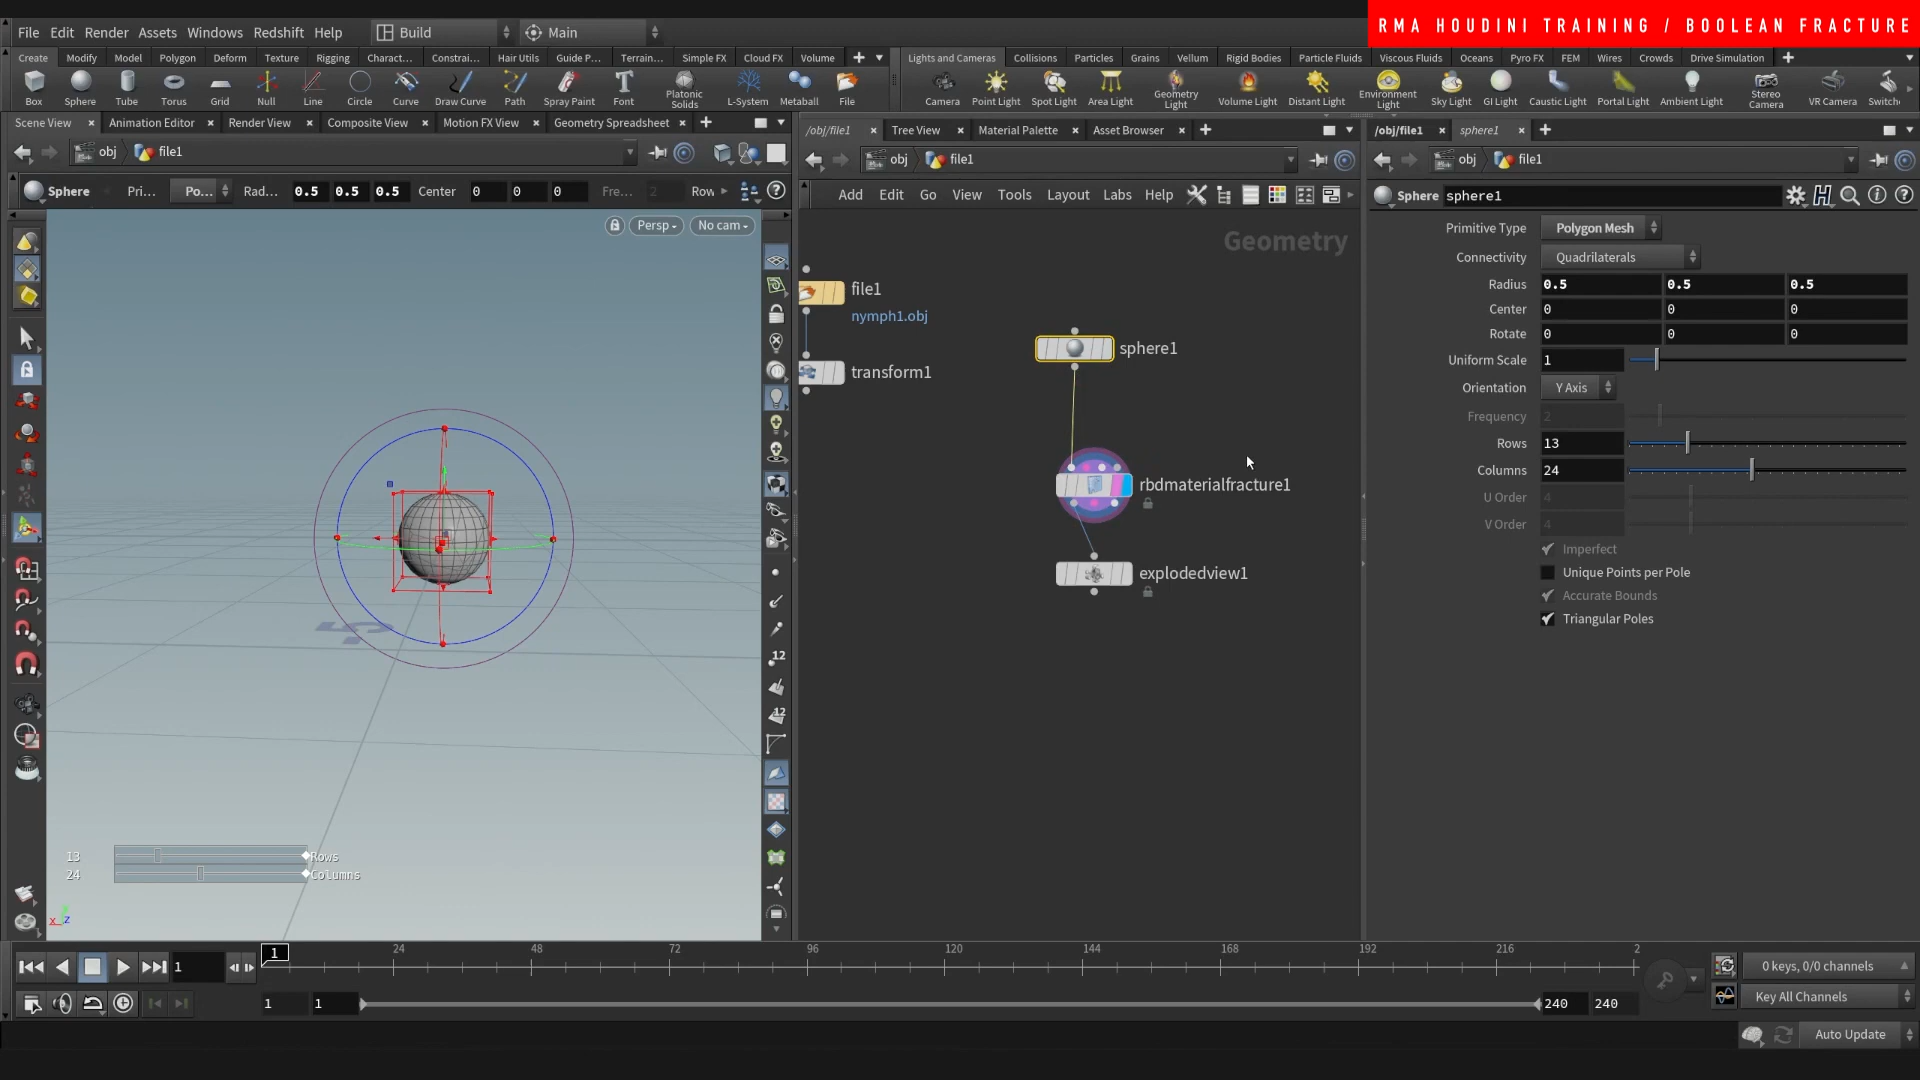 RMA HOUDINI TRAINING / BOOLEAN FRACTURE
File Edit Render Assets Windows Redshift Help Build Main
Create Modify Model Polygon Deform Texture Rigging Charact... Constrai... Hair Utils Guide P... Terrain... Simple FX Cloud FX Volume
Lights and Cameras Collisions Particles Grains Vellum Rigid Bodies Particle Fluids Viscous Fluids Oceans Pyro FX FEM Wires Crowds Drive Simulation
Box Sphere Tube Torus Grid Null Line Circle Curve Draw Curve Path Spray Paint Font Platonic Solids L-System Metaball File
Camera Point Light Spot Light Area Light Geometry Light Volume Light Distant Light Environment Light Sky Light GI Light Caustic Light Portal Light Ambient Light Stereo Camera VR Camera Switch
Scene View Animation Editor Render View Composite View Motion FX View Geometry Spreadsheet
obj file1
Sphere Pri... Po... Rad... 0.5 0.5 0.5 Center 0 0 0 Fre... 2 Row
Persp No cam
12
12
13 Rows
24 Columns
x z
/obj/file1 Tree View Material Palette Asset Browser
obj file1
Add Edit Go View Tools Layout Labs Help
Geometry
file1
nymph1.obj
transform1
sphere1
rbdmaterialfracture1
explodedview1
/obj/file1 sphere1
obj file1
Sphere sphere1
Primitive Type Polygon Mesh
Connectivity Quadrilaterals
Radius 0.5 0.5 0.5
Center 0 0 0
Rotate 0 0 0
Uniform Scale 1
Orientation Y Axis
Frequency 2
Rows 13
Columns 24
U Order 4
V Order 4
Imperfect
Unique Points per Pole
Accurate Bounds
Triangular Poles
1 1 24 48 72 96 120 144 168 192 216 2
0 keys, 0/0 channels
1 1 240 240
Key All Channels
Auto Update